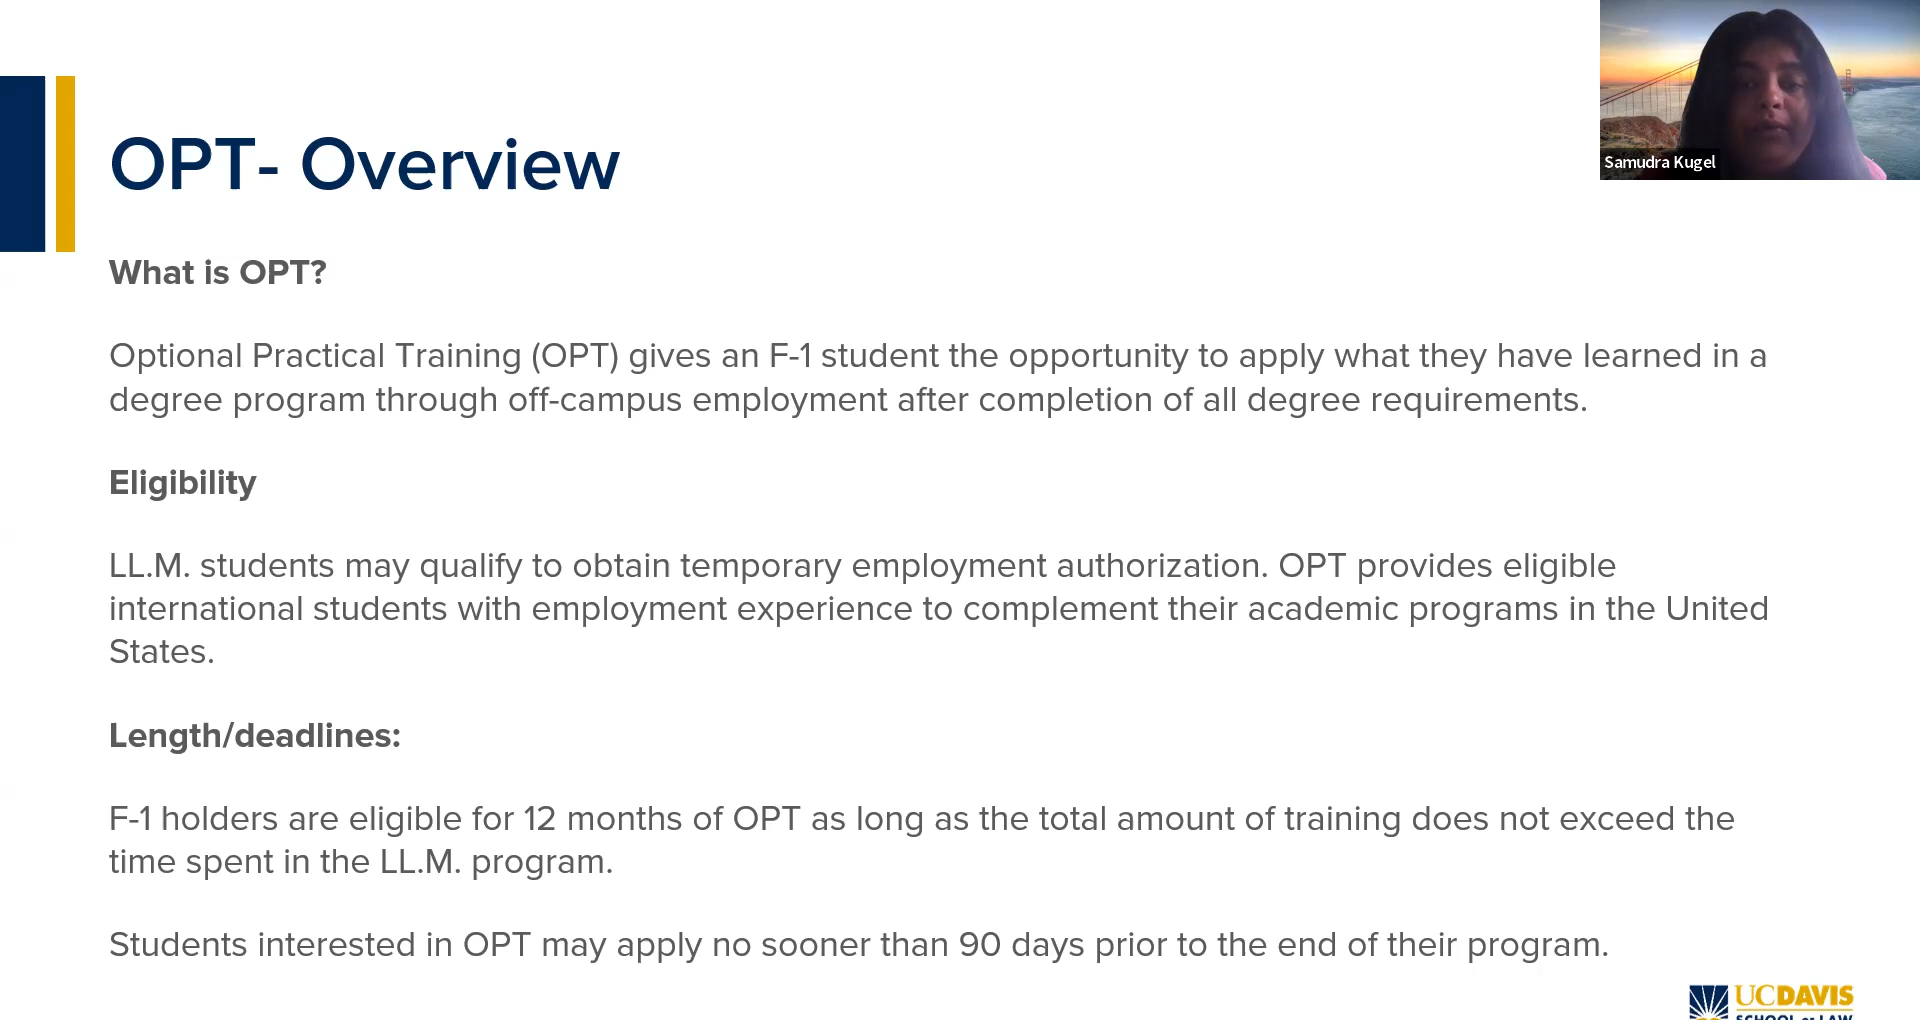 Samudra Kugel
OPT- Overview
What is OPT?
Optional Practical Training (OPT) gives an F-1 student the opportunity to apply what they have learned in a
degree program through off-campus employment after completion of all degree requirements.
Eligibility
LL.M. students may qualify to obtain temporary employment authorization. OPT provides eligible
international students with employment experience to complement their academic programs in the United
States.
Length/deadlines:
F-1 holders are eligible for 12 months of OPT as long as the total amount of training does not exceed the
time spent in the LL.M. program.
Students interested in OPT may apply no sooner than 90 days prior to the end of their program.
UCDAVIS
SCHOOL OF LAW